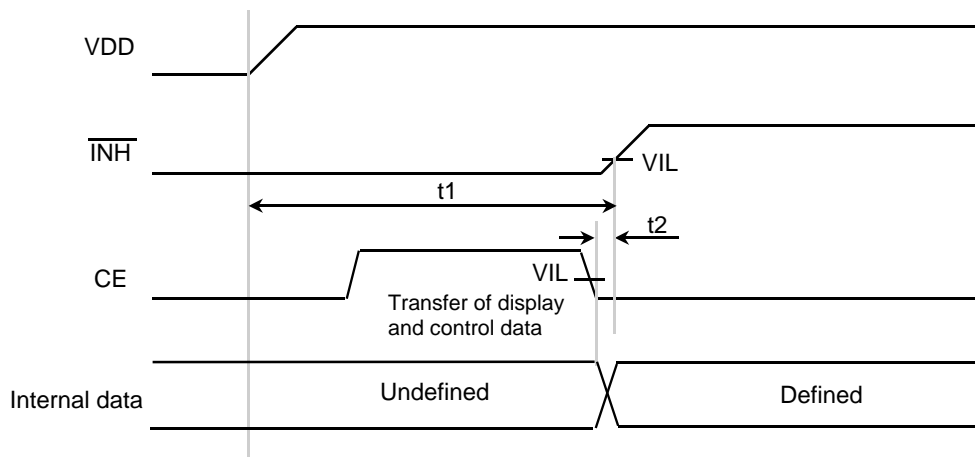 VDD
INH
VIL
t1
t2
CE
VIL
Transfer of display
and control data
Internal data
Undefined
Defined